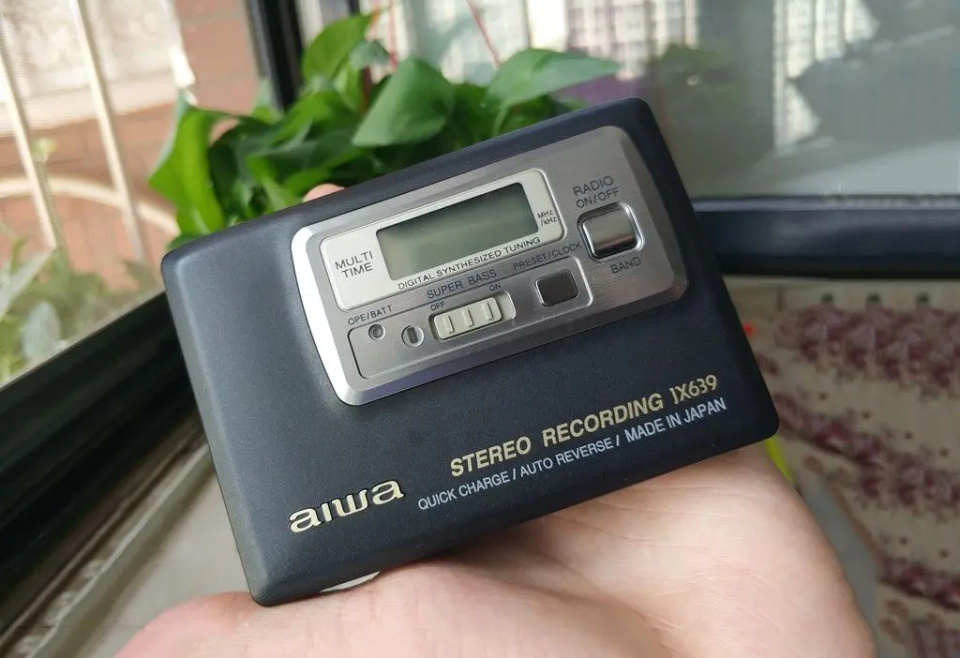 RADIO
ON/OFF
MULTI
TIME
MHz
/kHz
DIGITAL SYNTHESIZED TUNING
BAND
SUPER BASS
PRESET/CLOCK
OPE/BATT
OFF
ON
STEREO RECORDING JX639
QUICK CHARGE / AUTO REVERSE / MADE IN JAPAN
aiwa